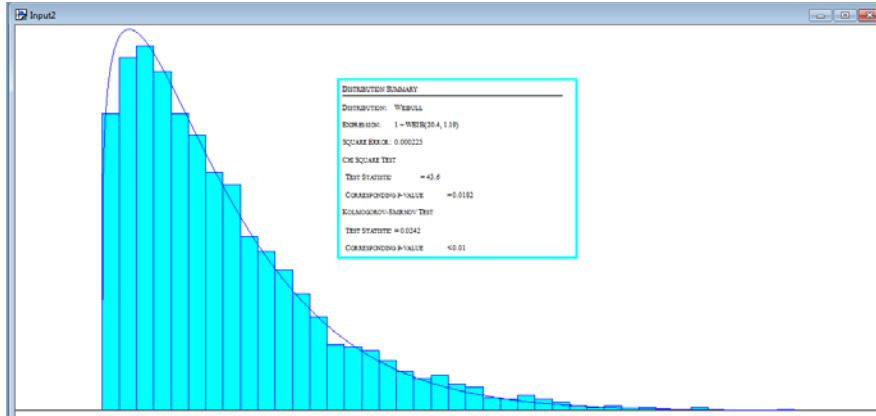 Input2
DISTRIBUTION SUMMARY
DISTRIBUTION: WEIBULL
EXPRESSION: 1 + WEIB(20.4, 1.19)
SQUARE ERROR: 0.000225
CHI SQUARE TEST
TEST STATISTIC = 43.6
CORRESPONDING P-VALUE = 0.0182
KOLMOGOROV-SMIRNOV TEST
TEST STATISTIC = 0.0242
CORRESPONDING P-VALUE < 0.01